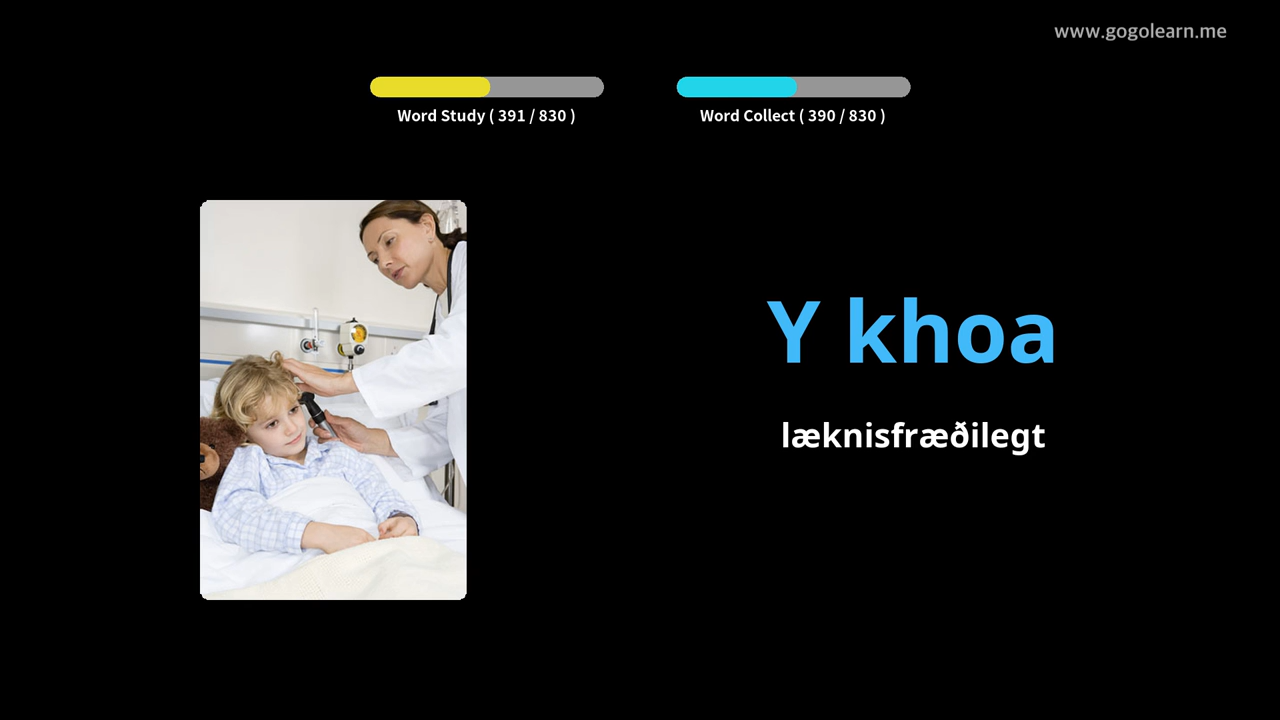 www.gogolearn.me
Word Study ( 391 / 830 )
Word Collect ( 390 / 830 )
Y khoa
læknisfræðilegt